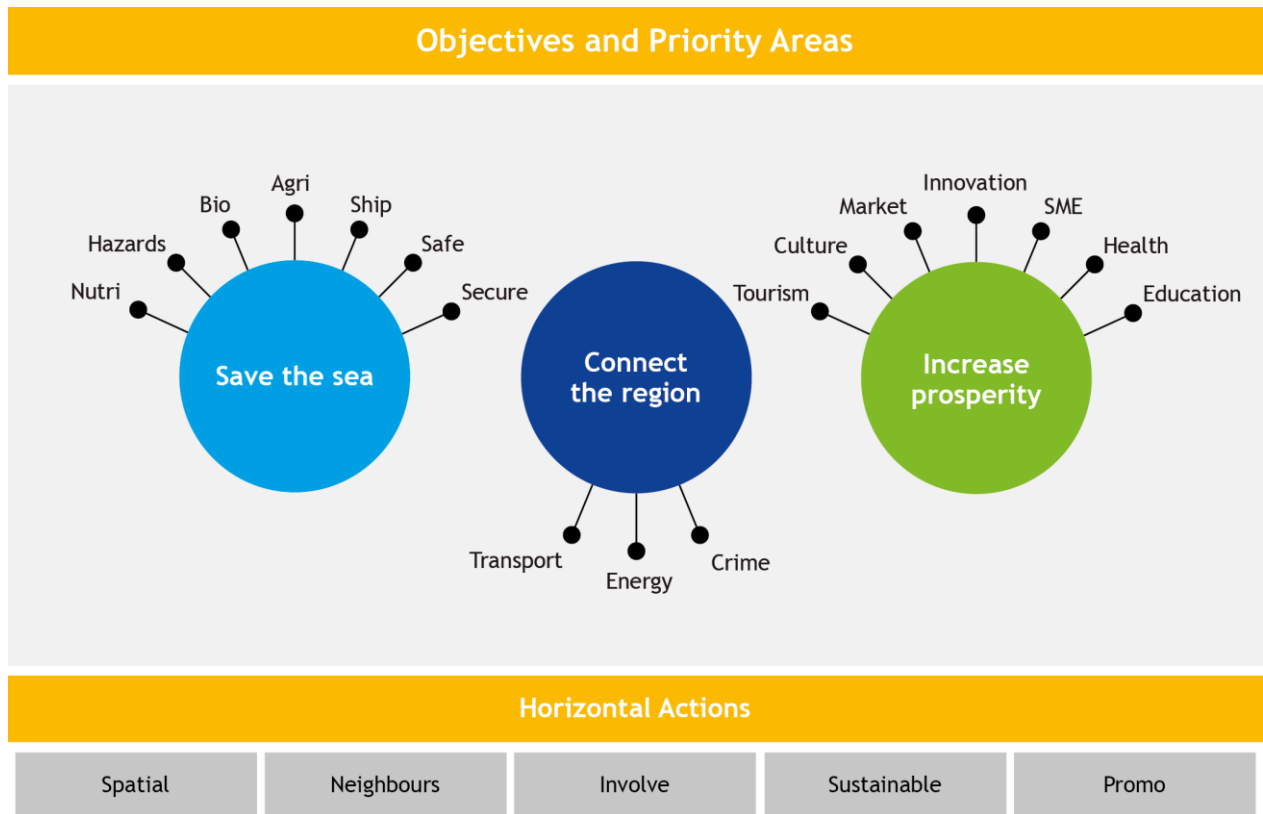 Objectives and Priority Areas
Nutri
Hazards
Bio
Agri
Ship
Safe
Secure
Save the sea
Connect
the region
Transport
Energy
Crime
Tourism
Culture
Market
Innovation
SME
Health
Education
Increase
prosperity
Horizontal Actions
Spatial
Neighbours
Involve
Sustainable
Promo